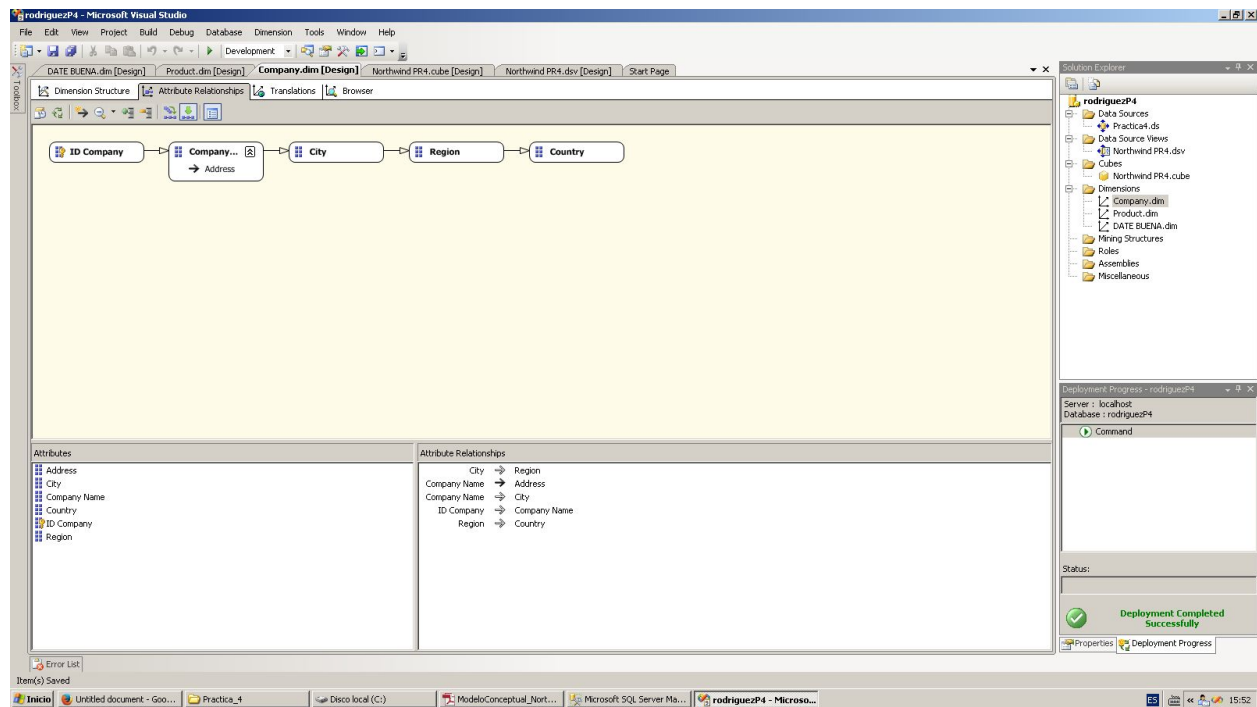 rodriguezP4 - Microsoft Visual Studio
File Edit View Project Build Debug Database Dimension Tools Window Help
Development
DATE BUENA.dim [Design] Product.dim [Design] Company.dim [Design] Northwind PR4.cube [Design] Northwind PR4.dsv [Design] Start Page
Toolbox
Dimension Structure Attribute Relationships Translations Browser
ID Company Company... City Region Country
Address
Solution Explorer
rodriguezP4
Data Sources
Practica4.ds
Data Source Views
Northwind PR4.dsv
Cubes
Northwind PR4.cube
Dimensions
Company.dim
Product.dim
DATE BUENA.dim
Mining Structures
Roles
Assemblies
Miscellaneous
Deployment Progress - rodriguezP4
Server : localhost
Database : rodriguezP4
Command
Status:
Deployment Completed
Successfully
Properties Deployment Progress
Attributes
Address
City
Company Name
Country
ID Company
Region
Attribute Relationships
City Region
Company Name Address
Company Name City
ID Company Company Name
Region Country
Error List
Item(s) Saved
Inicio Untitled document - Goo... Practica_4 Disco local (C:) ModeloConceptual_Nort... Microsoft SQL Server Ma... rodriguezP4 - Microso... ES 15:52